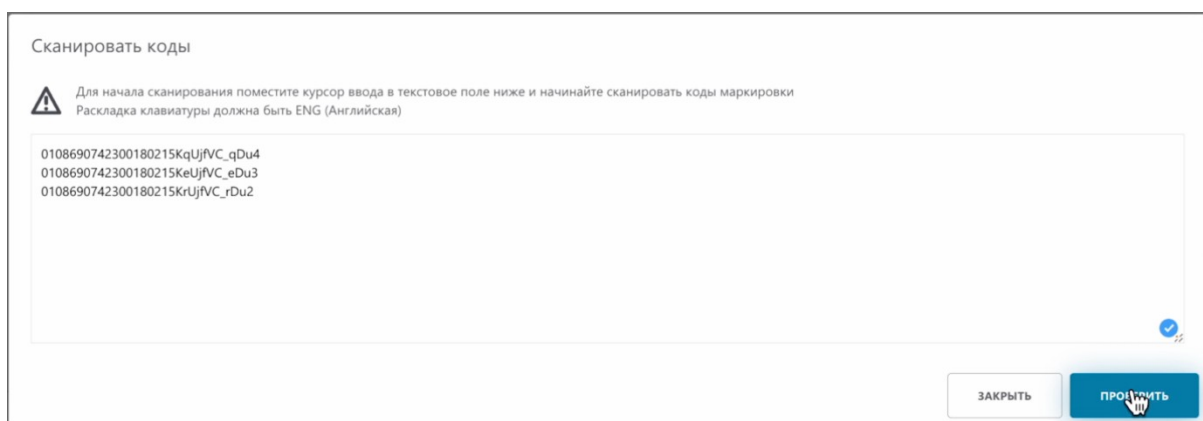 Сканировать коды
Для начала сканирования поместите курсор ввода в текстовое поле ниже и начинайте сканировать коды маркировки
Раскладка клавиатуры должна быть ENG (Английская)
0108690742300180215KqUjfVC_qDu4
0108690742300180215KeUjfVC_eDu3
0108690742300180215KrUjfVC_rDu2
ЗАКРЫТЬ
ПРОВЕРИТЬ